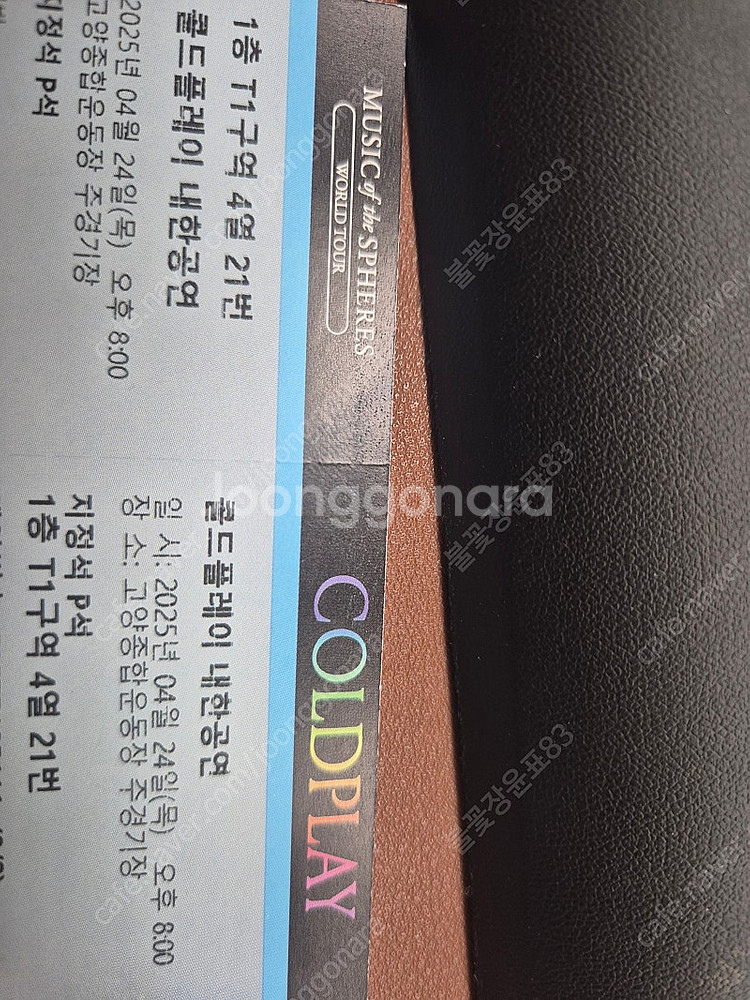 MUSIC of the SPHERES
WORLD TOUR
1층 T1구역 4열 21번
콜드플레이 내한공연
2025년 04월 24일(목) 오후 8:00
고양종합운동장 주경기장
지정석 P석
COLDPLAY
콜드플레이 내한공연
일 시: 2025년 04월 24일(목) 오후 8:00
장 소: 고양종합운동장 주경기장
지정석 P석
1층 T1구역 4열 21번
joonggonara
불꽃장윤표83
불꽃장윤표83
불꽃장윤표83